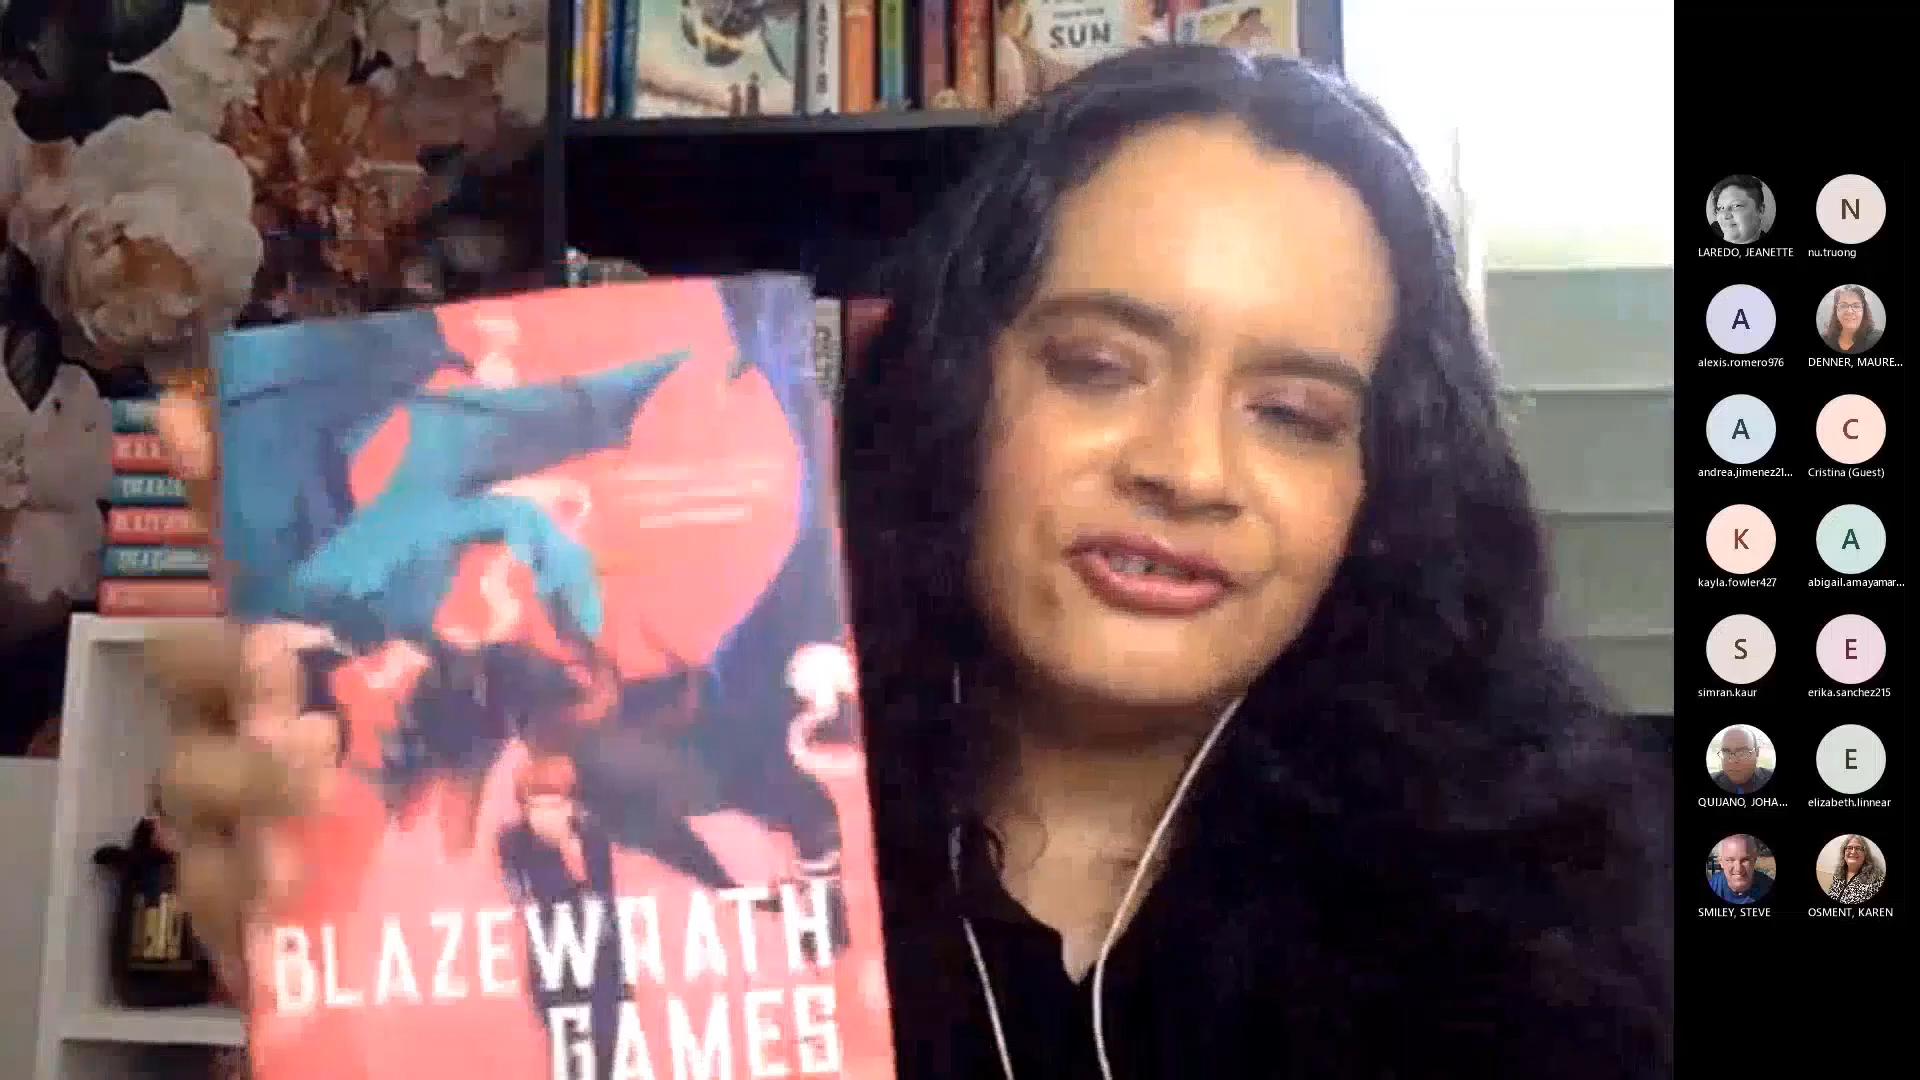 SUN
BLAZEWRATH
GAMES
LAREDO, JEANETTE
nu.truong
alexis.romero976
DENNER, MAURE...
andrea.jimenez21...
Cristina (Guest)
kayla.fowler427
abigail.amayamar...
simran.kaur
erika.sanchez215
QUIJANO, JOHA...
elizabeth.linnear
SMILEY, STEVE
OSMENT, KAREN
N
A
A
C
K
A
S
E
E